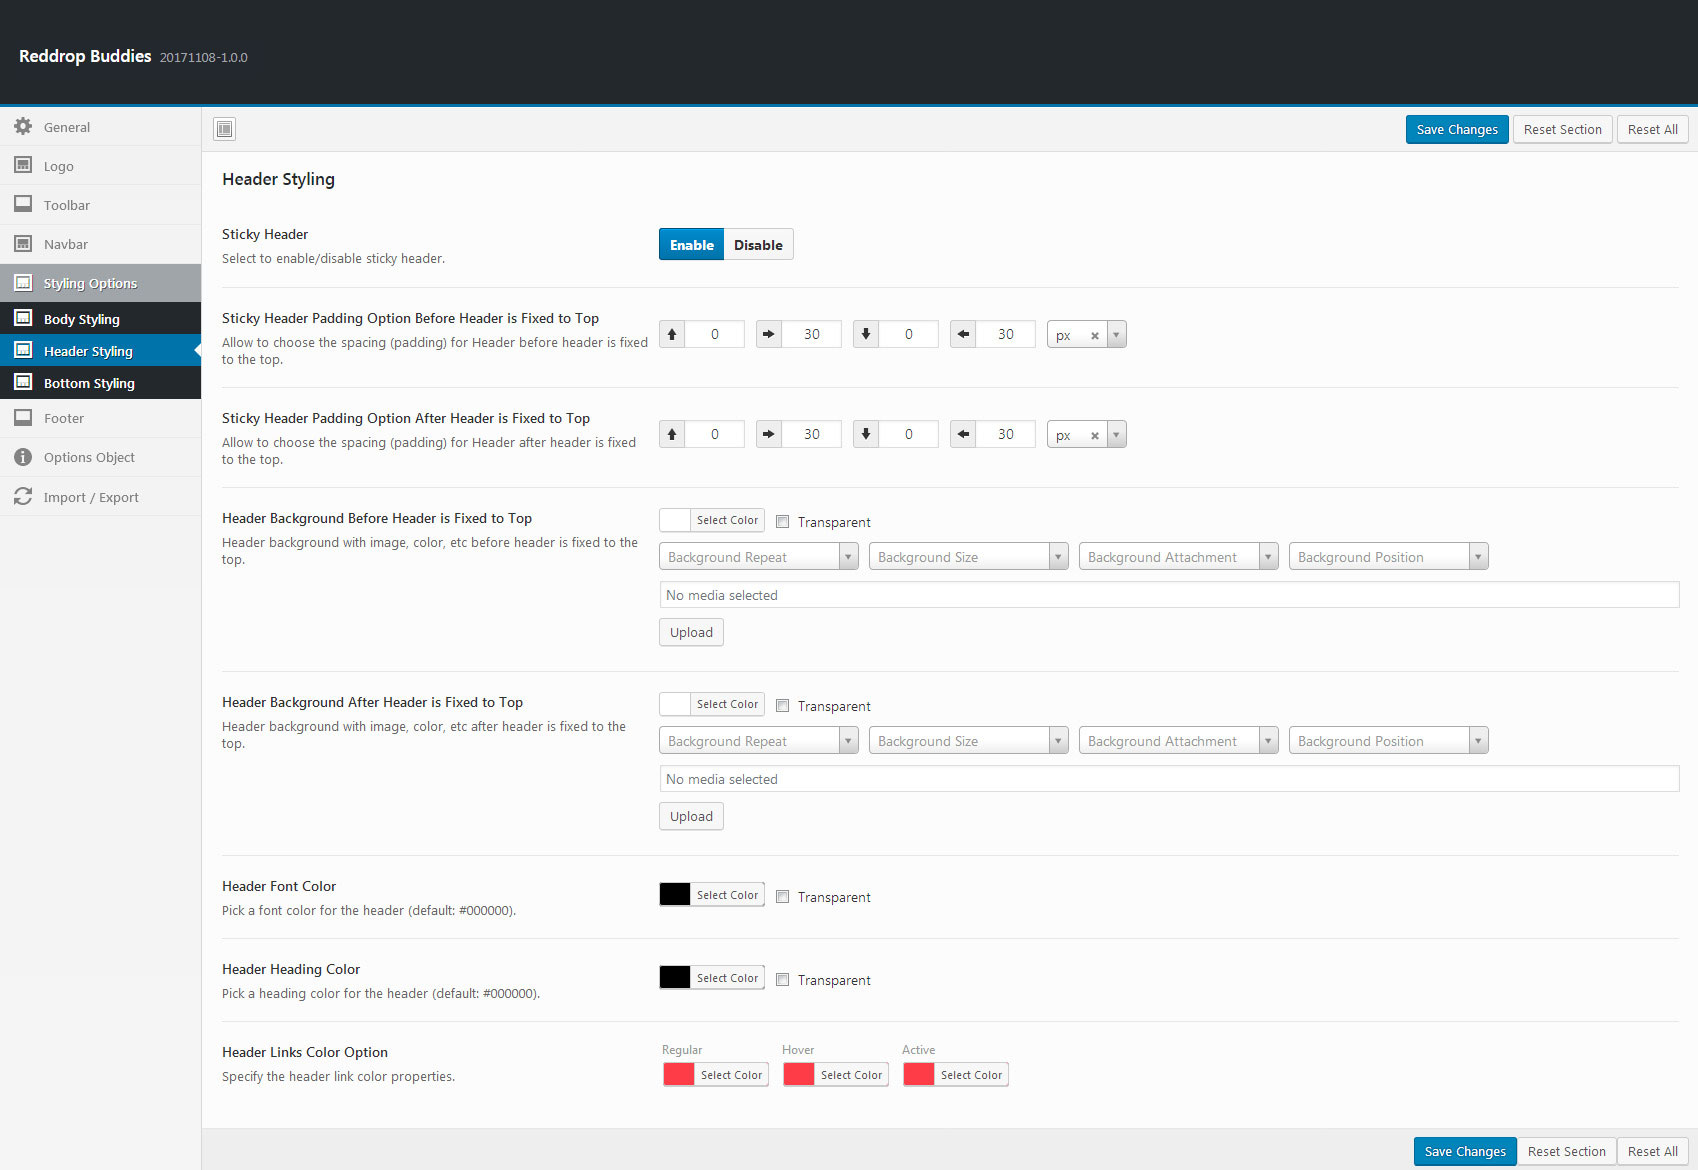 Reddrop Buddies 20171108-1.0.0
General
Logo
Toolbar
Navbar
Styling Options
Body Styling
Header Styling
Bottom Styling
Footer
Options Object
Import / Export
Save Changes Reset Section Reset All
Header Styling
Sticky Header
Select to enable/disable sticky header.
Enable Disable
Sticky Header Padding Option Before Header is Fixed to Top
Allow to choose the spacing (padding) for Header before header is fixed
to the top.
0 30 0 30 px
Sticky Header Padding Option After Header is Fixed to Top
Allow to choose the spacing (padding) for Header after header is fixed
to the top.
0 30 0 30 px
Header Background Before Header is Fixed to Top
Header background with image, color, etc before header is fixed to the
top.
Select Color Transparent
Background Repeat Background Size Background Attachment Background Position
No media selected
Upload
Header Background After Header is Fixed to Top
Header background with image, color, etc after header is fixed to the
top.
Select Color Transparent
Background Repeat Background Size Background Attachment Background Position
No media selected
Upload
Header Font Color
Pick a font color for the header (default: #000000).
Select Color Transparent
Header Heading Color
Pick a heading color for the header (default: #000000).
Select Color Transparent
Header Links Color Option
Specify the header link color properties.
Regular Hover Active
Select Color Select Color Select Color
Save Changes Reset Section Reset All